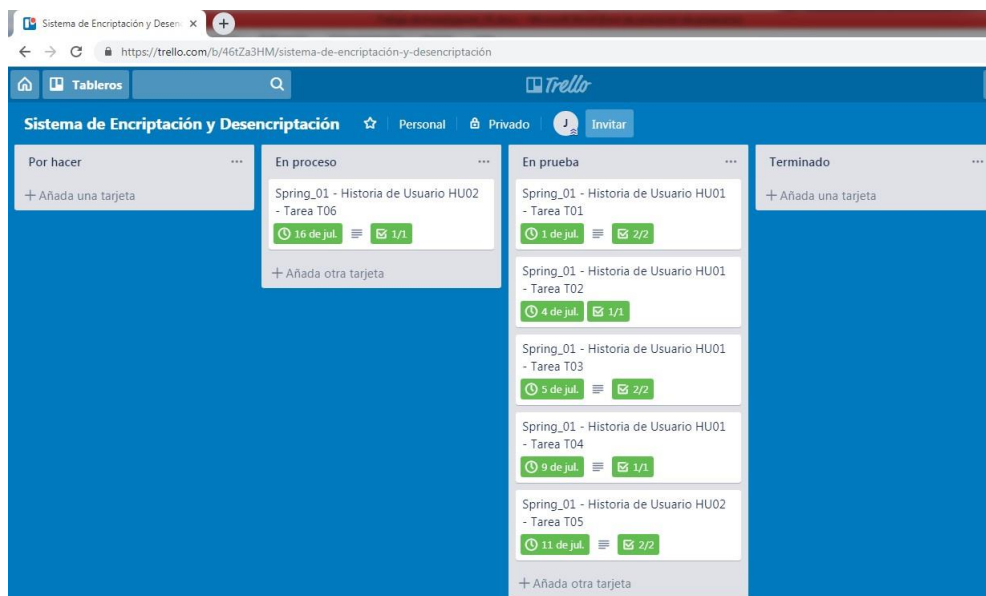 Sistema de Encriptación y Desen
https://trello.com/b/46tZa3HM/sistema-de-encriptación-y-desencriptación
Tableros
Trello
Sistema de Encriptación y Desencriptación Personal Privado J Invitar
Por hacer
+ Añada una tarjeta
En proceso
Spring_01 - Historia de Usuario HU02
- Tarea T06
16 de jul. 1/1
+ Añada otra tarjeta
En prueba
Spring_01 - Historia de Usuario HU01
- Tarea T01
1 de jul. 2/2
Spring_01 - Historia de Usuario HU01
- Tarea T02
4 de jul. 1/1
Spring_01 - Historia de Usuario HU01
- Tarea T03
5 de jul. 2/2
Spring_01 - Historia de Usuario HU01
- Tarea T04
9 de jul. 1/1
Spring_01 - Historia de Usuario HU02
- Tarea T05
11 de jul. 2/2
+ Añada otra tarjeta
Terminado
+ Añada una tarjeta